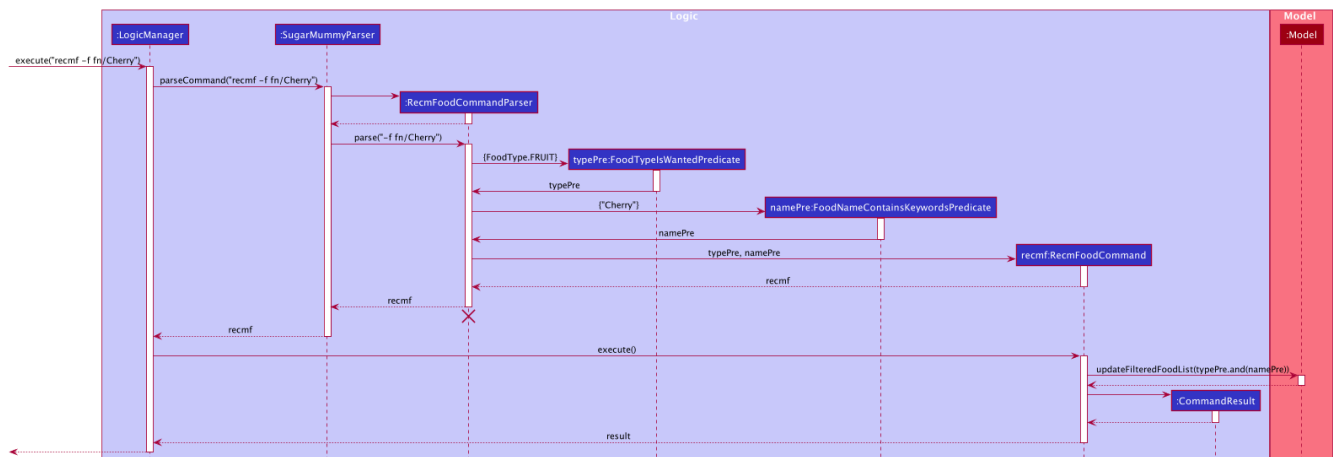 Logic
Model
:LogicManager
:SugarMummyParser
:Model
execute("recmf -f fn/Cherry")
parseCommand("recmf -f fn/Cherry")
:RecmFoodCommandParser
parse("-f fn/Cherry")
{FoodType.FRUIT}
typePre:FoodTypeIsWantedPredicate
typePre
{"Cherry"}
namePre:FoodNameContainsKeywordsPredicate
namePre
typePre, namePre
recmf:RecmFoodCommand
recmf
recmf
recmf
execute()
updateFilteredFoodList(typePre.and(namePre))
:CommandResult
result